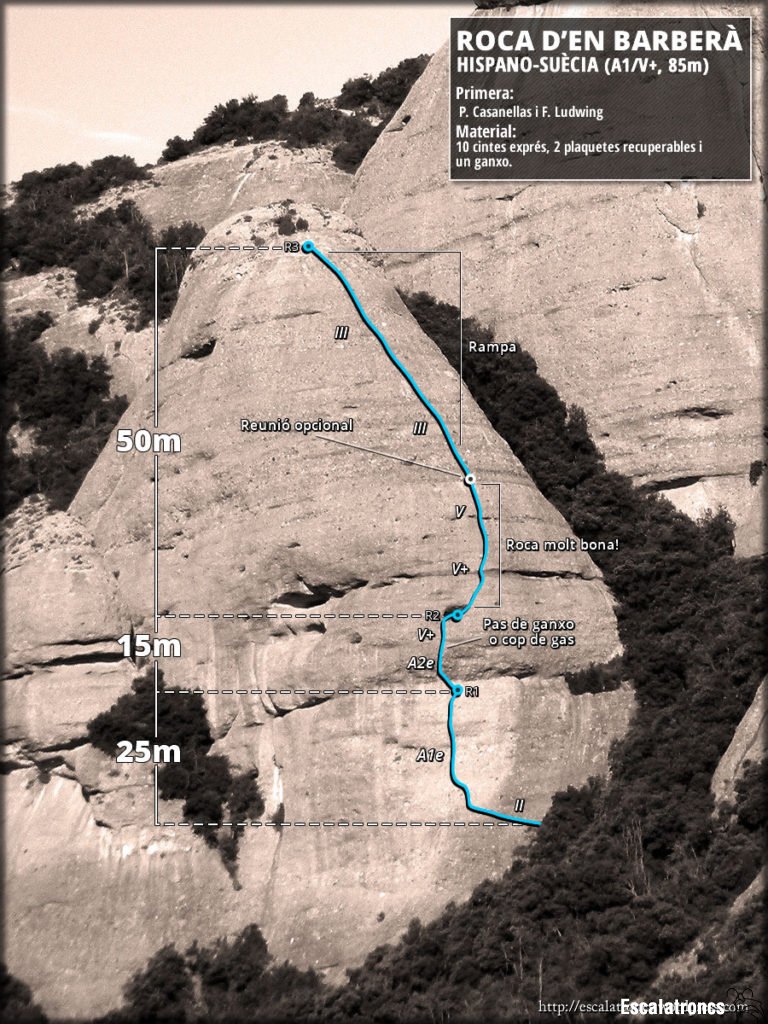 ROCA D'EN BARBERÀ
HISPANO-SUÈCIA (A1/V+, 85m)
Primera:
P. Casanellas i F. Ludwing
Material:
10 cintes exprés, 2 plaquetes recuperables i
un ganxo.
R3
III
Rampa
Reunió opcional
III
50m
V
Roca molt bona!
V+
R2
Pas de ganxo
o cop de gas
V+
15m
A2e
R1
25m
A1e
II
http://escalatroncs
Escalatroncs